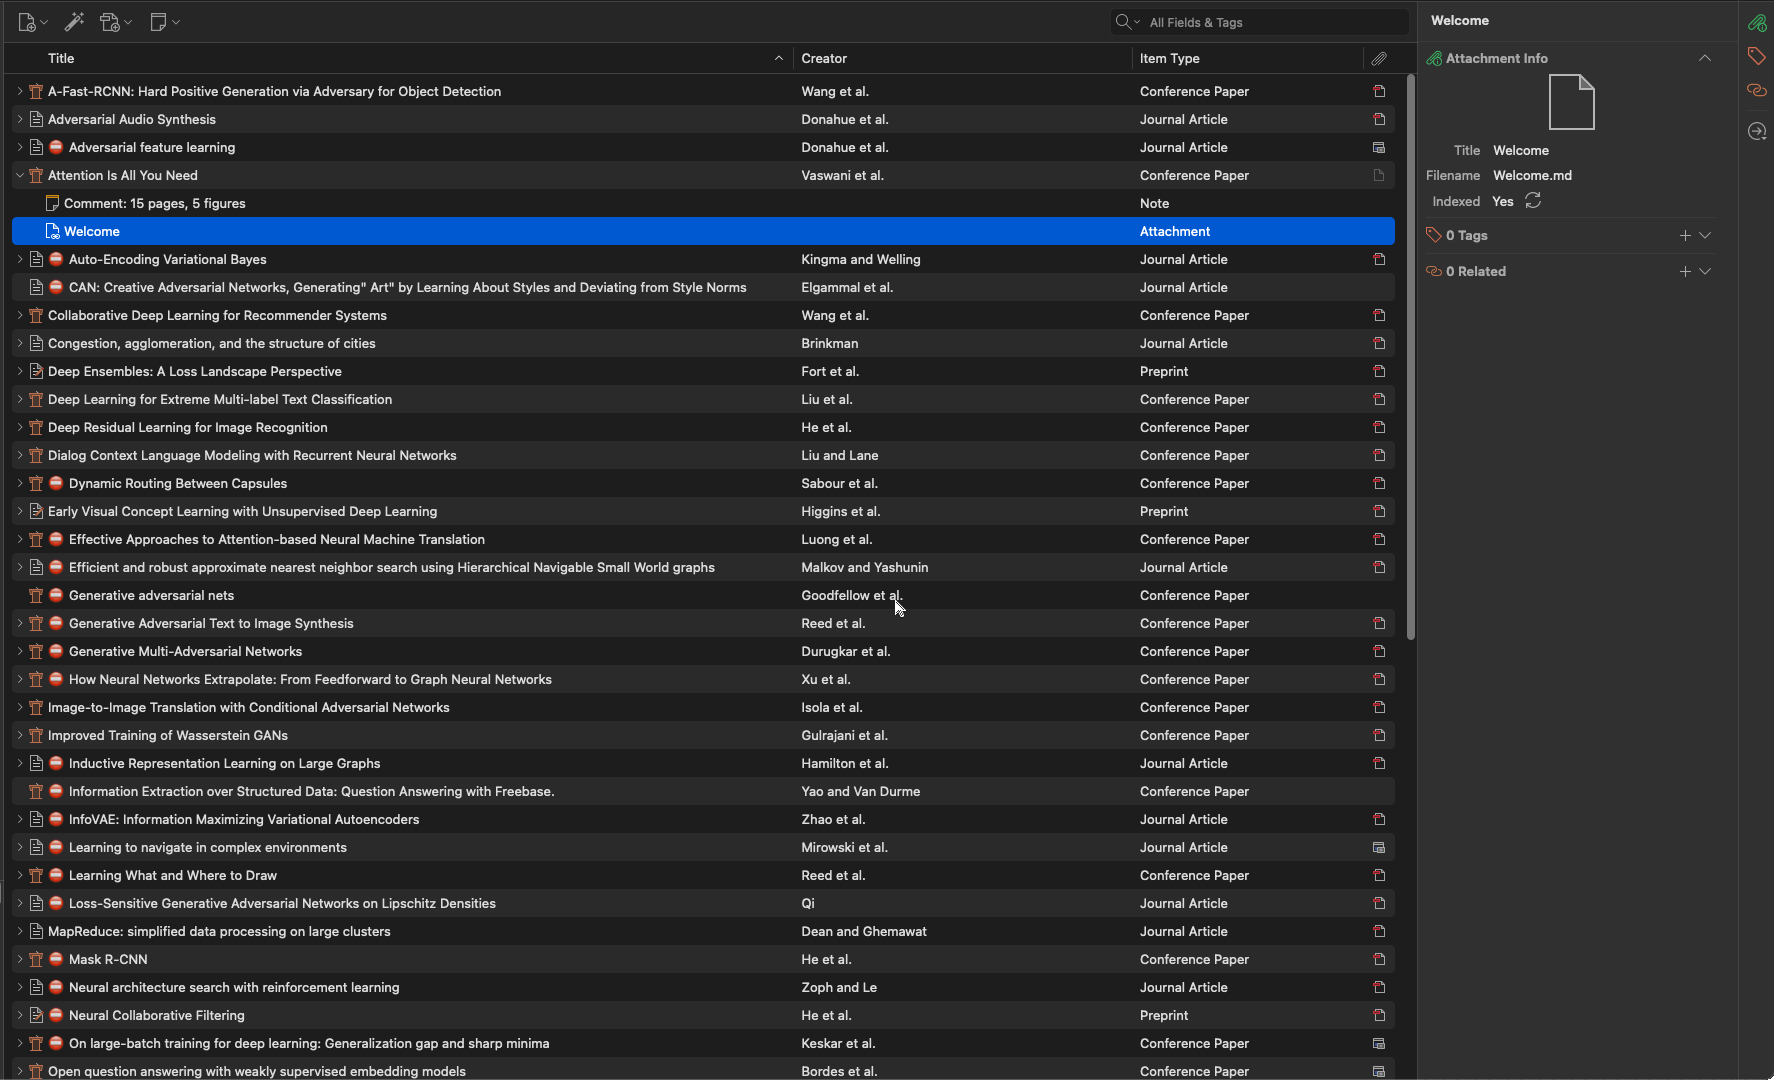 All Fields & Tags
Title Creator Item Type
A-Fast-RCNN: Hard Positive Generation via Adversary for Object Detection Wang et al. Conference Paper
Adversarial Audio Synthesis Donahue et al. Journal Article
Adversarial feature learning Donahue et al. Journal Article
Attention Is All You Need Vaswani et al. Conference Paper
Comment: 15 pages, 5 figures Note
Welcome Attachment
Auto-Encoding Variational Bayes Kingma and Welling Journal Article
CAN: Creative Adversarial Networks, Generating" Art" by Learning About Styles and Deviating from Style Norms Elgammal et al. Journal Article
Collaborative Deep Learning for Recommender Systems Wang et al. Conference Paper
Congestion, agglomeration, and the structure of cities Brinkman Journal Article
Deep Ensembles: A Loss Landscape Perspective Fort et al. Preprint
Deep Learning for Extreme Multi-label Text Classification Liu et al. Conference Paper
Deep Residual Learning for Image Recognition He et al. Conference Paper
Dialog Context Language Modeling with Recurrent Neural Networks Liu and Lane Conference Paper
Dynamic Routing Between Capsules Sabour et al. Conference Paper
Early Visual Concept Learning with Unsupervised Deep Learning Higgins et al. Preprint
Effective Approaches to Attention-based Neural Machine Translation Luong et al. Conference Paper
Efficient and robust approximate nearest neighbor search using Hierarchical Navigable Small World graphs Malkov and Yashunin Journal Article
Generative adversarial nets Goodfellow et al. Conference Paper
Generative Adversarial Text to Image Synthesis Reed et al. Conference Paper
Generative Multi-Adversarial Networks Durugkar et al. Conference Paper
How Neural Networks Extrapolate: From Feedforward to Graph Neural Networks Xu et al. Conference Paper
Image-to-Image Translation with Conditional Adversarial Networks Isola et al. Conference Paper
Improved Training of Wasserstein GANs Gulrajani et al. Conference Paper
Inductive Representation Learning on Large Graphs Hamilton et al. Journal Article
Information Extraction over Structured Data: Question Answering with Freebase. Yao and Van Durme Conference Paper
InfoVAE: Information Maximizing Variational Autoencoders Zhao et al. Journal Article
Learning to navigate in complex environments Mirowski et al. Journal Article
Learning What and Where to Draw Reed et al. Conference Paper
Loss-Sensitive Generative Adversarial Networks on Lipschitz Densities Qi Journal Article
MapReduce: simplified data processing on large clusters Dean and Ghemawat Journal Article
Mask R-CNN He et al. Conference Paper
Neural architecture search with reinforcement learning Zoph and Le Journal Article
Neural Collaborative Filtering He et al. Preprint
On large-batch training for deep learning: Generalization gap and sharp minima Keskar et al. Conference Paper
Open question answering with weakly supervised embedding models Bordes et al. Conference Paper
Welcome
Attachment Info
Title Welcome
Filename Welcome.md
Indexed Yes
0 Tags
0 Related